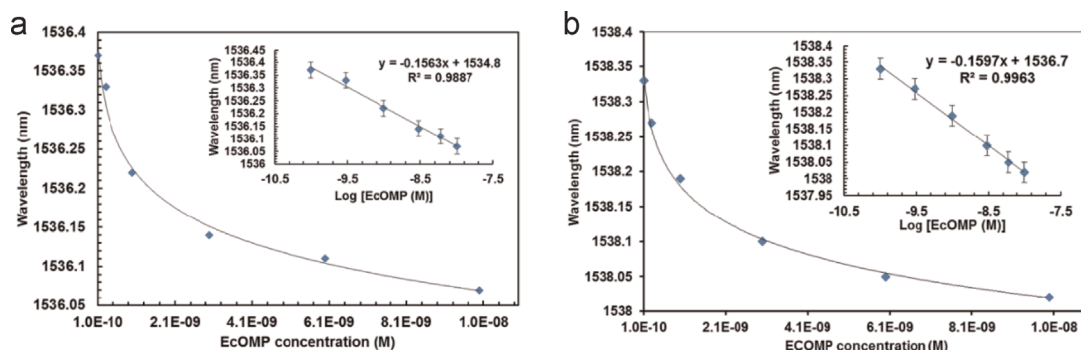 a
1536.4
1536.35
1536.3
1536.25
1536.2
1536.15
1536.1
1536.05
Wavelength (nm)
1.0E-10
2.1E-09
4.1E-09
6.1E-09
8.1E-09
1.0E-08
EcOMP concentration (M)
1536.45
1536.4
1536.35
1536.3
1536.25
1536.2
1536.15
1536.1
1536.05
1536
Wavelength (nm)
y = -0.1563x + 1534.8
R² = 0.9887
-10.5
-9.5
-8.5
-7.5
Log [EcOMP (M)]
b
1538.4
1538.35
1538.3
1538.25
1538.2
1538.15
1538.1
1538.05
1538
Wavelength (nm)
1.0E-10
2.1E-09
4.1E-09
6.1E-09
8.1E-09
1.0E-08
ECOMP concentration (M)
1538.4
1538.35
1538.3
1538.25
1538.2
1538.15
1538.1
1538.05
1538
1537.95
Wavelength (nm)
y = -0.1597x + 1536.7
R² = 0.9963
-10.5
-9.5
-8.5
-7.5
Log [EcOMP (M)]